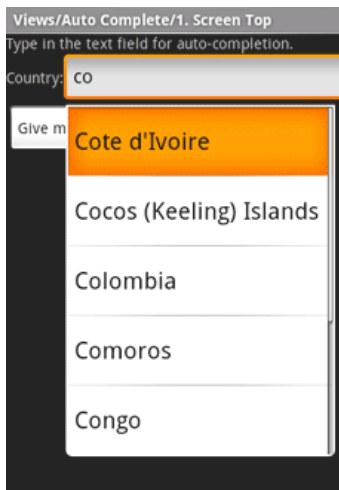 Views/Auto Complete/1. Screen Top
Type in the text field for auto-completion.
Country: co
Give m
Cote d'Ivoire
Cocos (Keeling) Islands
Colombia
Comoros
Congo